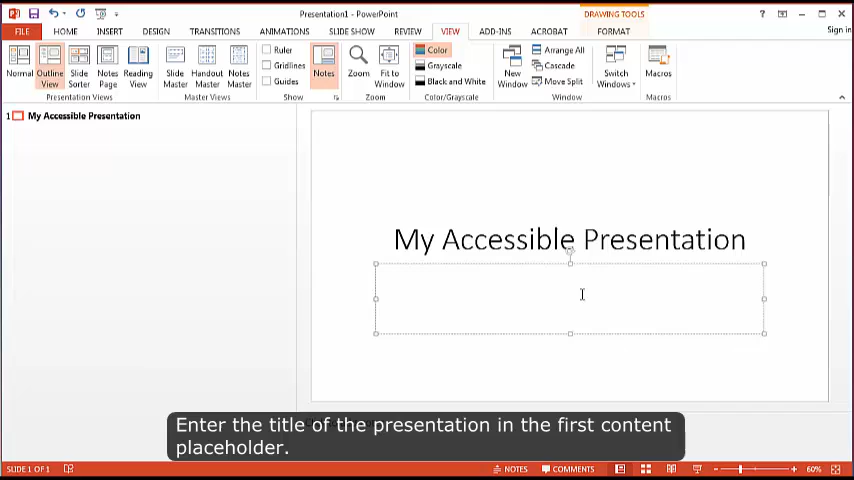 Presentation1 - PowerPoint
DRAWING TOOLS
FILE HOME INSERT DESIGN TRANSITIONS ANIMATIONS SLIDE SHOW REVIEW VIEW ADD-INS ACROBAT FORMAT Sign in
Normal Outline View Slide Sorter Notes Page Reading View
Presentation Views
Slide Master Handout Master Notes Master
Master Views
Ruler
Gridlines
Guides
Show
Notes
Zoom Fit to Window
Zoom
Color
Grayscale
Black and White
Color/Grayscale
New Window
Arrange All
Cascade
Move Split
Window
Switch Windows
Macros
Macros
1 My Accessible Presentation
My Accessible Presentation
Enter the title of the presentation in the first content
placeholder.
SLIDE 1 OF 1 NOTES COMMENTS 60%